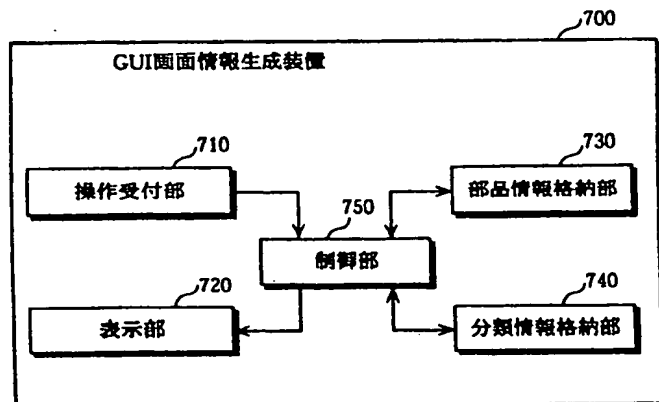 700
GUI画面情報生成装置
710
操作受付部
730
部品情報格納部
750
制御部
720
表示部
740
分類情報格納部